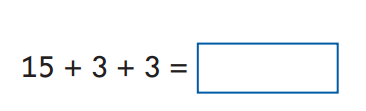 15 + 3 + 3 =